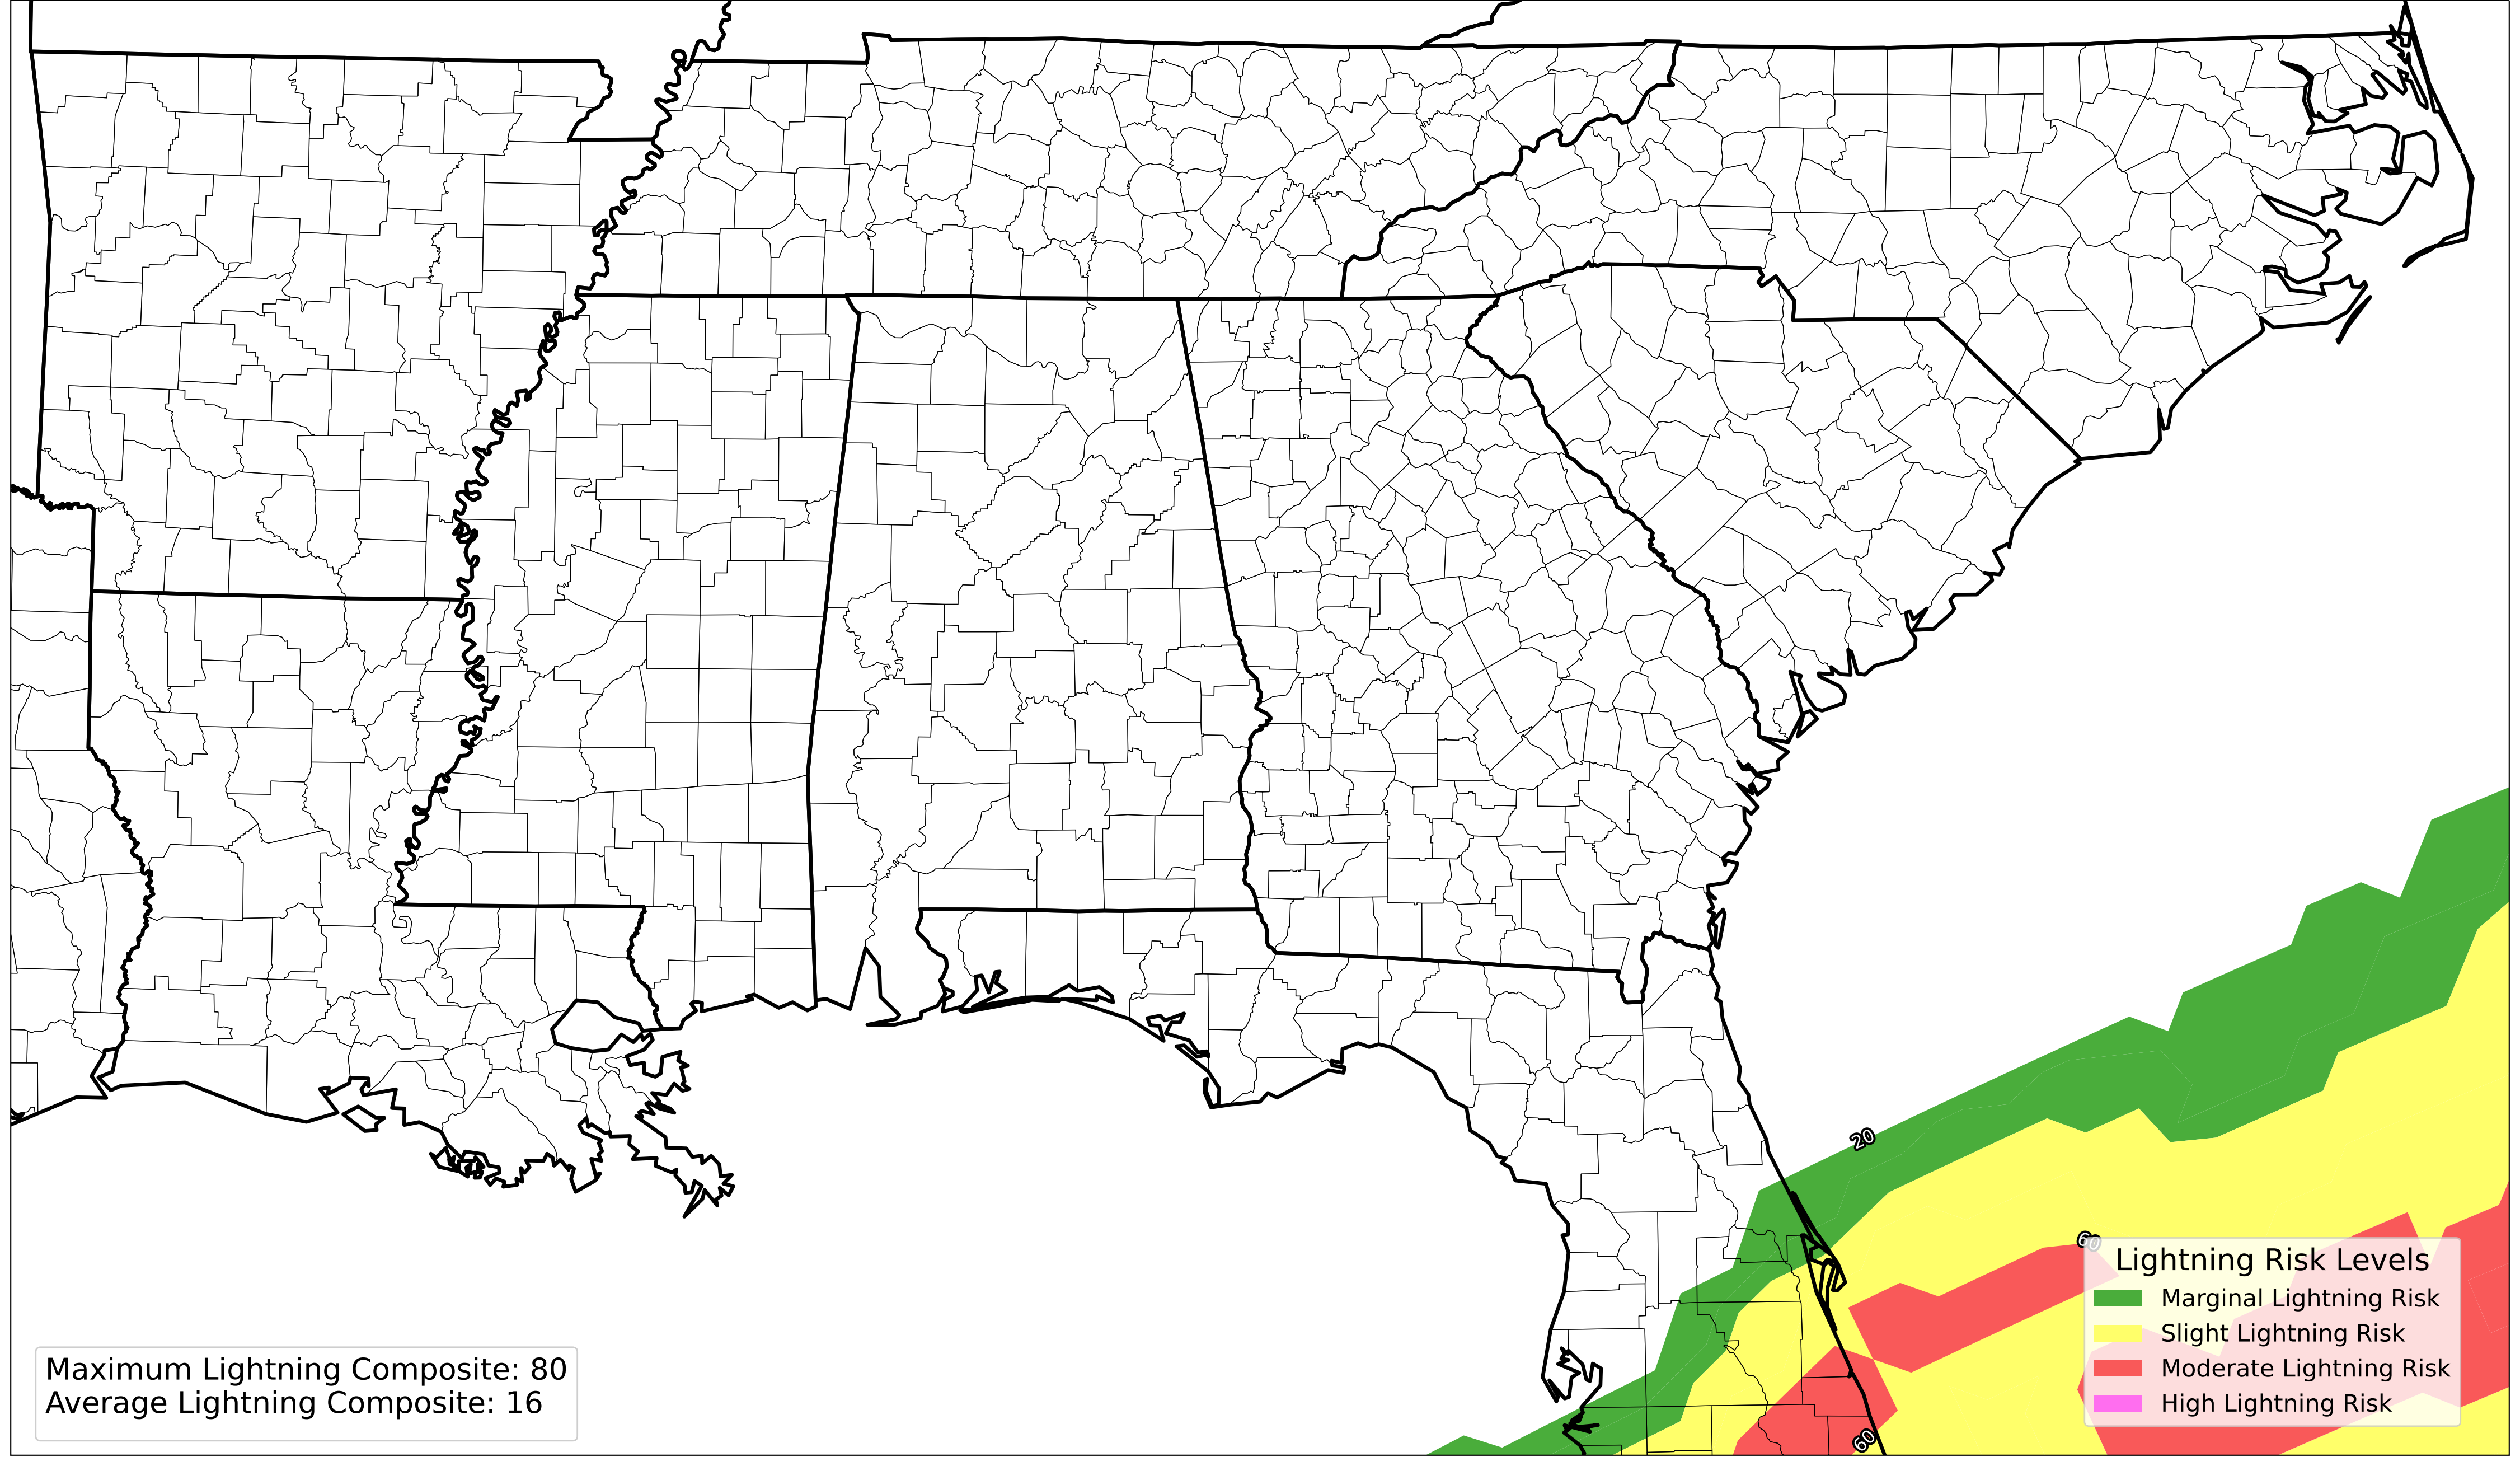 20
60
Lightning Risk Levels
Marginal Lightning Risk
Slight Lightning Risk
Moderate Lightning Risk
High Lightning Risk
Maximum Lightning Composite: 80
Average Lightning Composite: 16
60